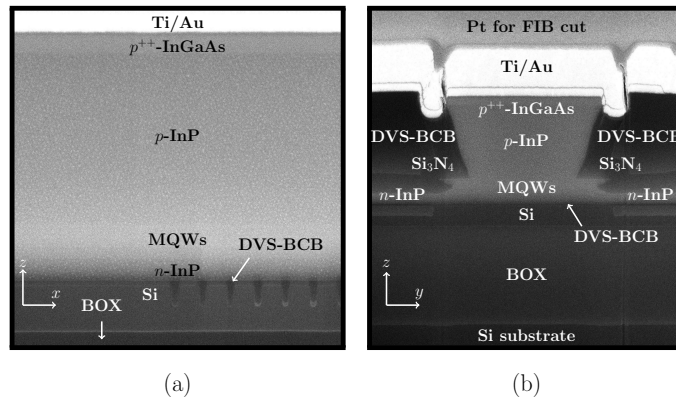 Ti/Au
p⁺⁺-InGaAs
p-InP
MQWs
DVS-BCB
n-InP
z
Si
x
BOX
(a)
Pt for FIB cut
Ti/Au
p⁺⁺-InGaAs
DVS-BCB
p-InP
DVS-BCB
Si₃N₄
Si₃N₄
MQWs
n-InP
n-InP
Si
DVS-BCB
z
BOX
y
Si substrate
(b)